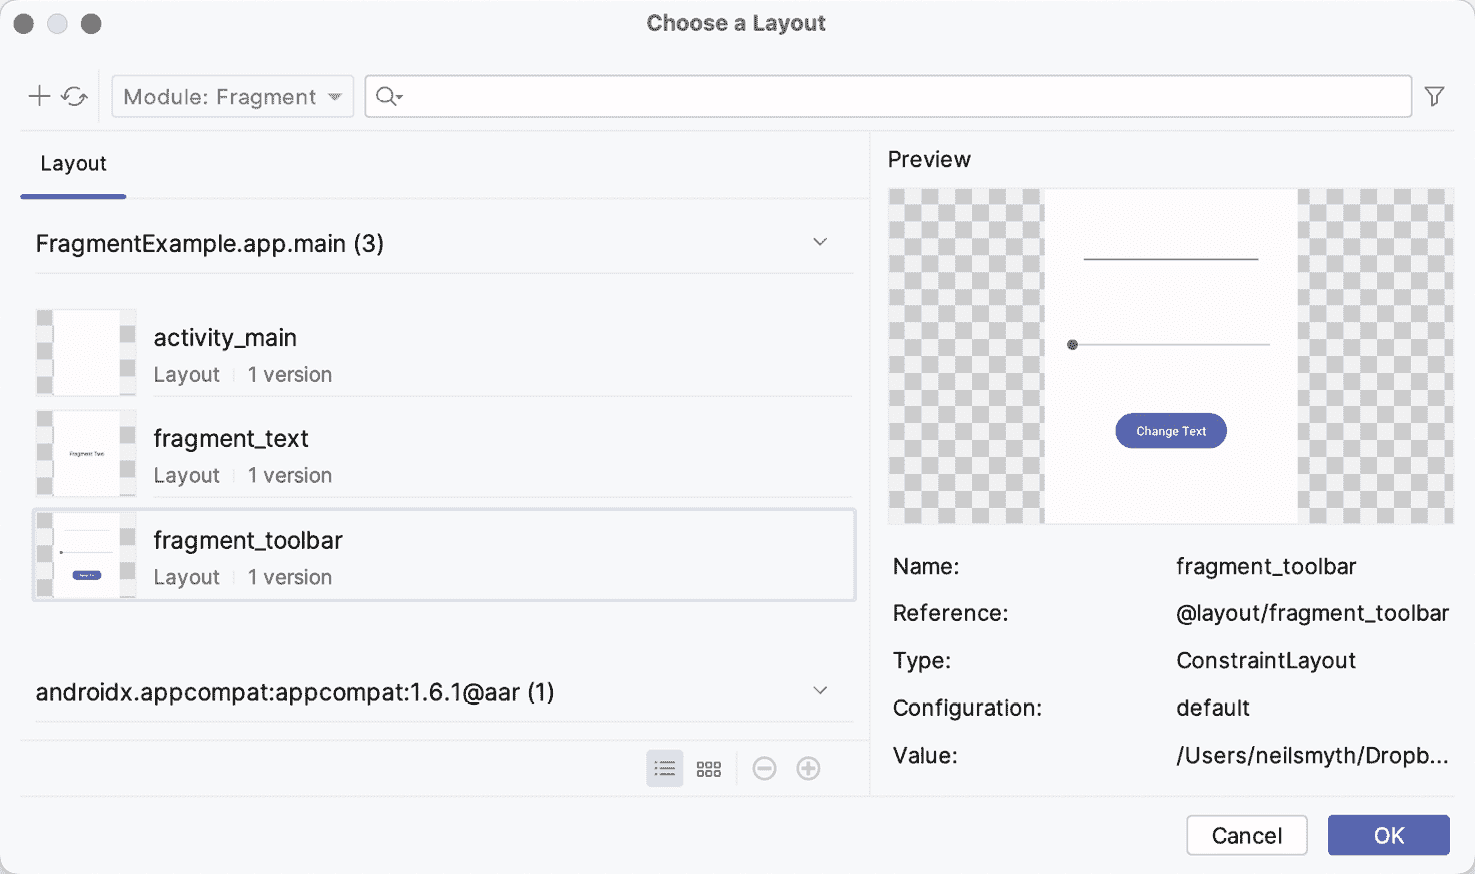 Choose a Layout
Module: Fragment
Layout
FragmentExample.app.main (3)
activity_main
Layout 1 version
Fragment Text
fragment_text
Layout 1 version
fragment_toolbar
Layout 1 version
androidx.appcompat:appcompat:1.6.1@aar (1)
Preview
Change Text
Name: fragment_toolbar
Reference: @layout/fragment_toolbar
Type: ConstraintLayout
Configuration: default
Value: /Users/neilsmyth/Dropb...
Cancel OK